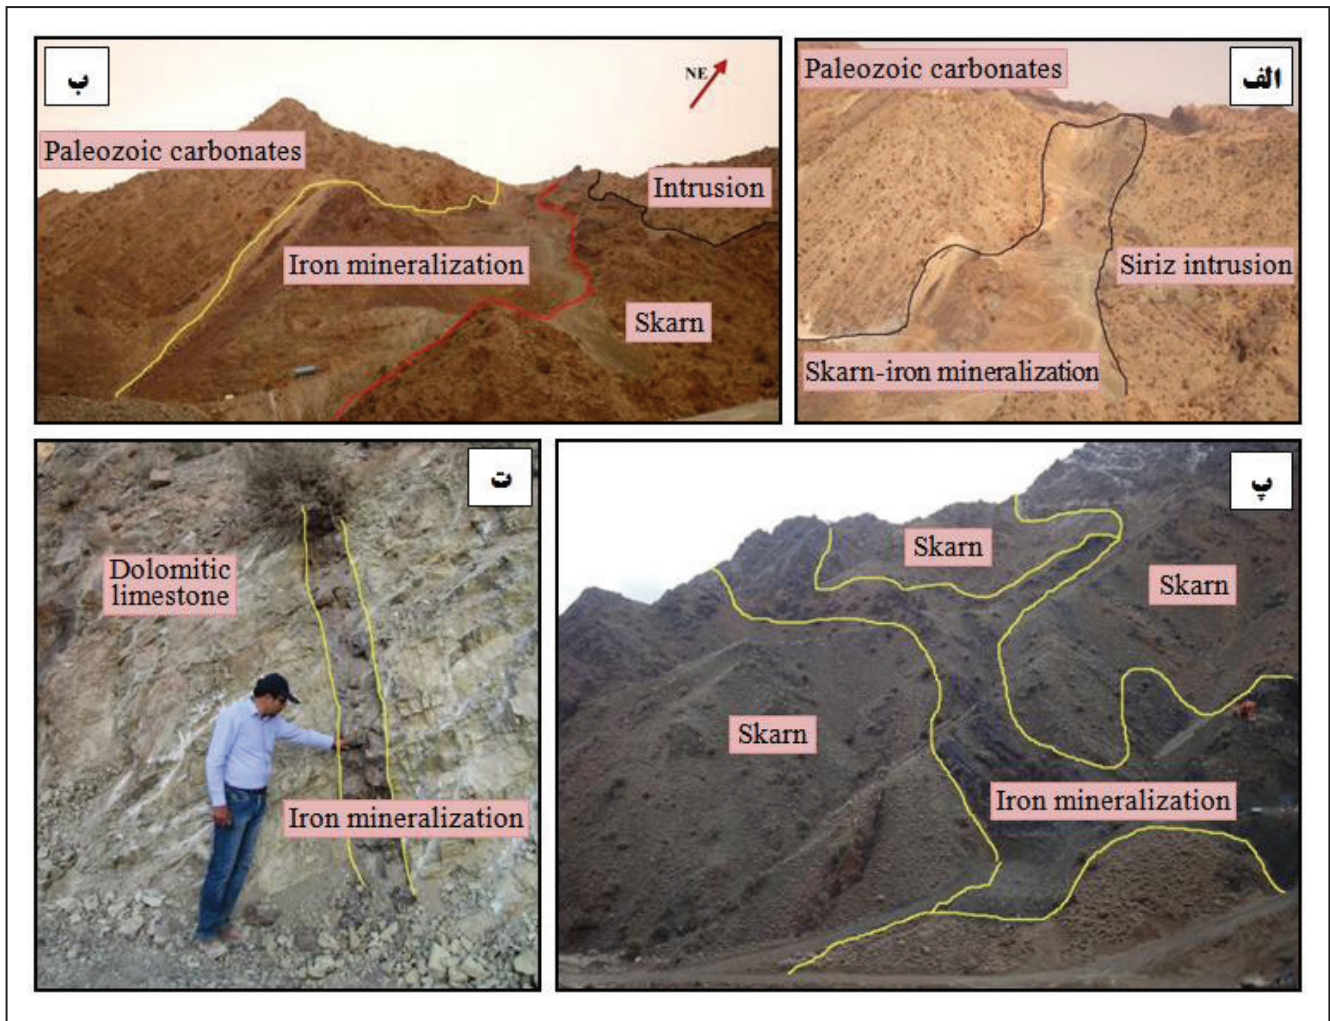 الف
Paleozoic carbonates
Siriz intrusion
Skarn-iron mineralization
ب
NE
Paleozoic carbonates
Intrusion
Iron mineralization
Skarn
پ
Skarn
Skarn
Skarn
Iron mineralization
ت
Dolomitic
limestone
Iron mineralization